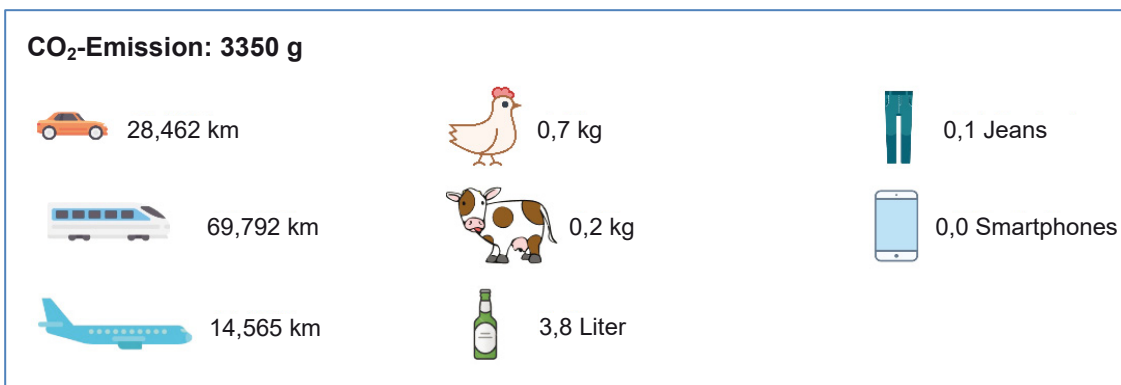 CO₂-Emission: 3350 g
28,462 km
0,7 kg
0,1 Jeans
69,792 km
0,2 kg
0,0 Smartphones
14,565 km
3,8 Liter